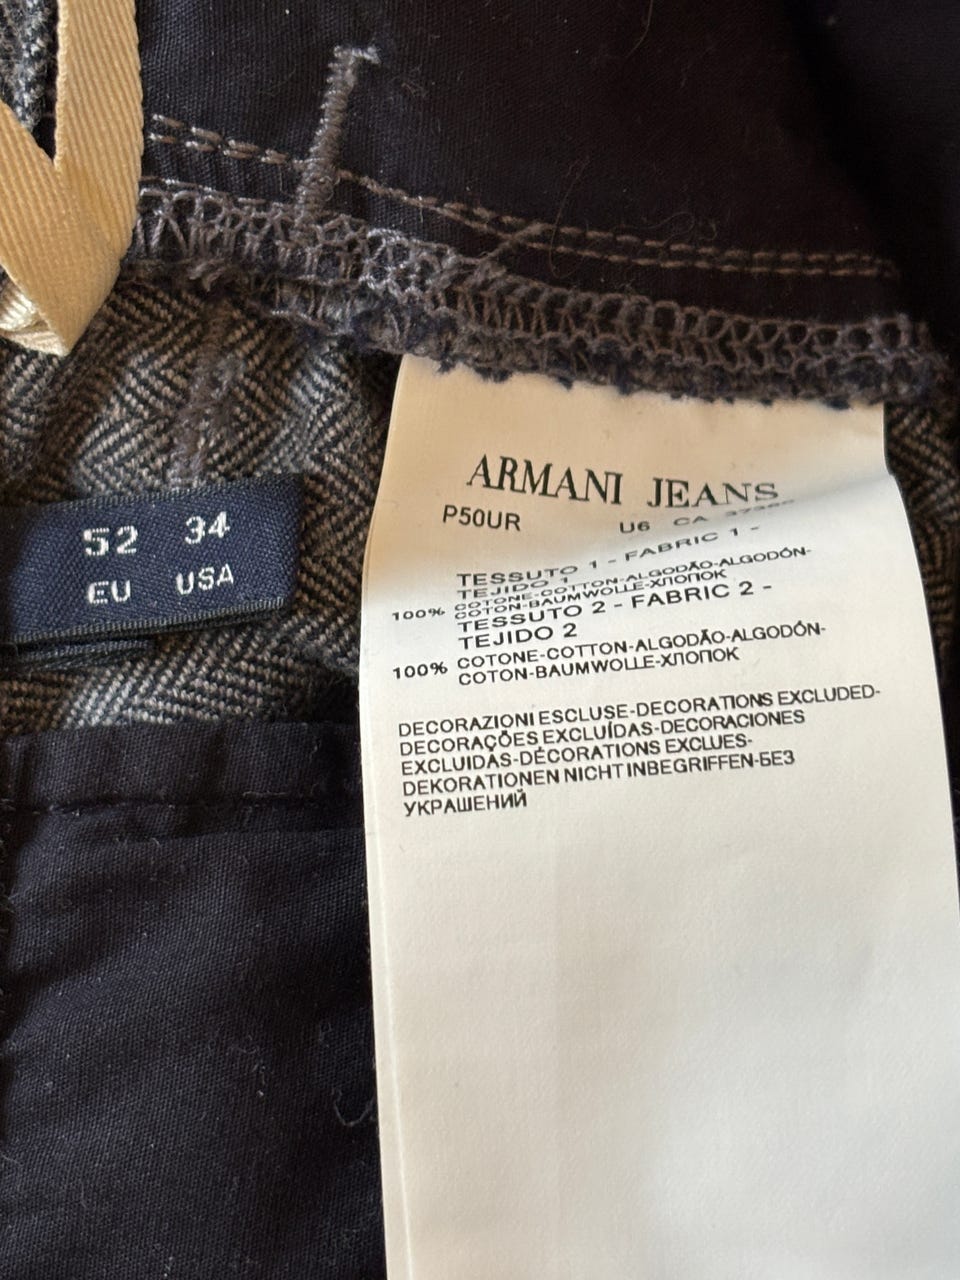 52 34
EU USA
ARMANI JEANS
P50UR U6 CA
TESSUTO 1 - FABRIC 1 -
TEJIDO 1
100% COTONE-COTTON-ALGODÃO-ALGODÓN-
COTON-BAUMWOLLE-ХЛОПОК
TESSUTO 2 - FABRIC 2 -
TEJIDO 2
100% COTONE-COTTON-ALGODÃO-ALGODÓN-
COTON-BAUMWOLLE-ХЛОПОК
DECORAZIONI ESCLUSE-DECORATIONS EXCLUDED-
DECORAÇÕES EXCLUÍDAS-DECORACIONES
EXCLUIDAS-DÉCORATIONS EXCLUES-
DEKORATIONEN NICHT INBEGRIFFEN-БЕЗ
УКРАШЕНИЙ